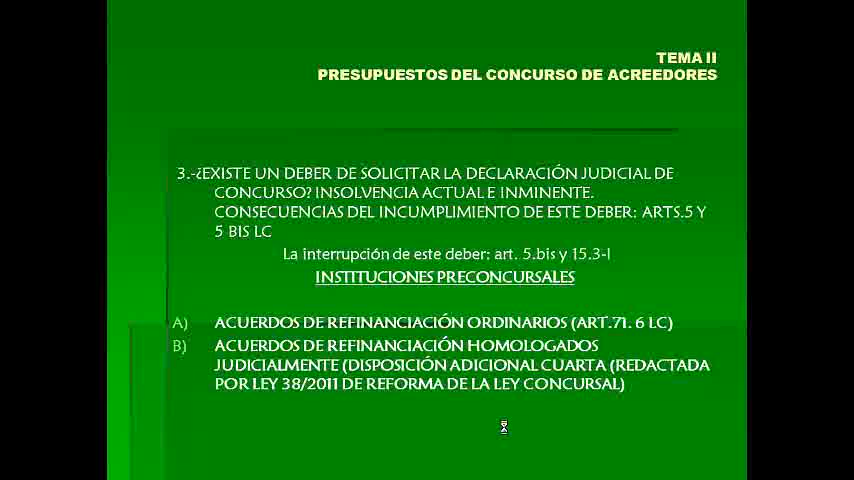 TEMA II
PRESUPUESTOS DEL CONCURSO DE ACREEDORES
3.-¿EXISTE UN DEBER DE SOLICITAR LA DECLARACIÓN JUDICIAL DE
CONCURSO? INSOLVENCIA ACTUAL E INMINENTE.
CONSECUENCIAS DEL INCUMPLIMIENTO DE ESTE DEBER: ARTS.5 Y
5 BIS LC
La interrupción de este deber: art. 5.bis y 15.3-l
INSTITUCIONES PRECONCURSALES
A) ACUERDOS DE REFINANCIACIÓN ORDINARIOS (ART.71. 6 LC)
B) ACUERDOS DE REFINANCIACIÓN HOMOLOGADOS
JUDICIALMENTE (DISPOSICIÓN ADICIONAL CUARTA (REDACTADA
POR LEY 38/2011 DE REFORMA DE LA LEY CONCURSAL)